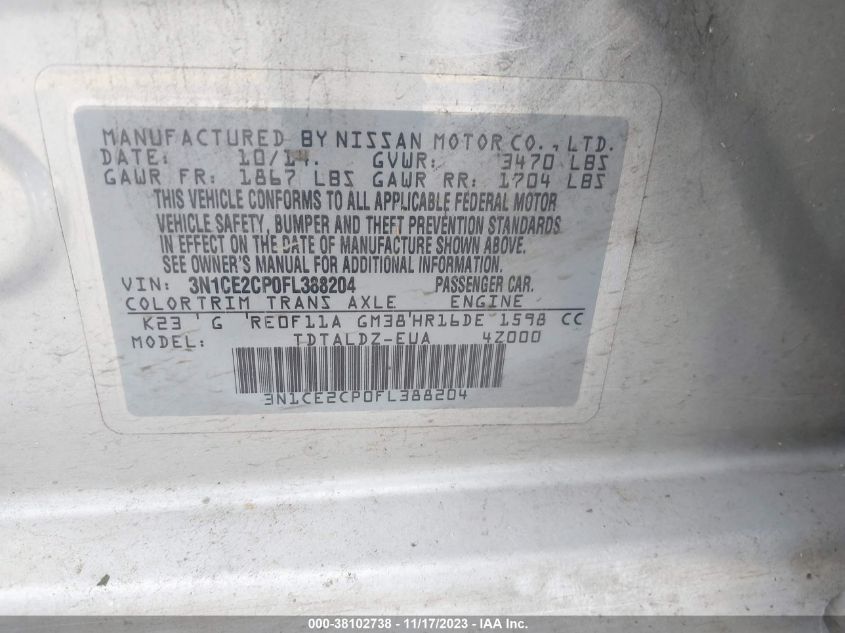 MANUFACTURED BY NISSAN MOTOR CO., LTD.
DATE: 10/14. GVWR: 3470 LBS
GAWR FR: 1867 LBS GAWR RR: 1704 LBS
THIS VEHICLE CONFORMS TO ALL APPLICABLE FEDERAL MOTOR
VEHICLE SAFETY, BUMPER AND THEFT PREVENTION STANDARDS
IN EFFECT ON THE DATE OF MANUFACTURE SHOWN ABOVE.
SEE OWNER'S MANUAL FOR ADDITIONAL INFORMATION.
VIN: 3N1CE2CP0FL388204 PASSENGER CAR.
COLOR TRIM TRANS AXLE ENGINE
K23 G RE0F11A GM38 HR16DE 1598 CC
MODEL: TDTALDZ-EUA 4Z000
3N1CE2CP0FL388204
000-38102738 - 11/17/2023 - IAA Inc.